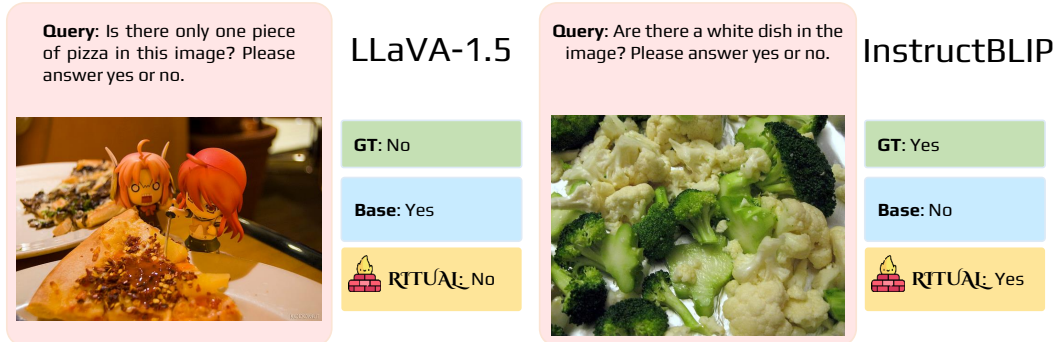 Query: Is there only one piece
of pizza in this image? Please
answer yes or no.
LLaVA-1.5
GT: No
Base: Yes
RITUAL: No
Query: Are there a white dish in the
image? Please answer yes or no.
InstructBLIP
GT: Yes
Base: No
RITUAL: Yes